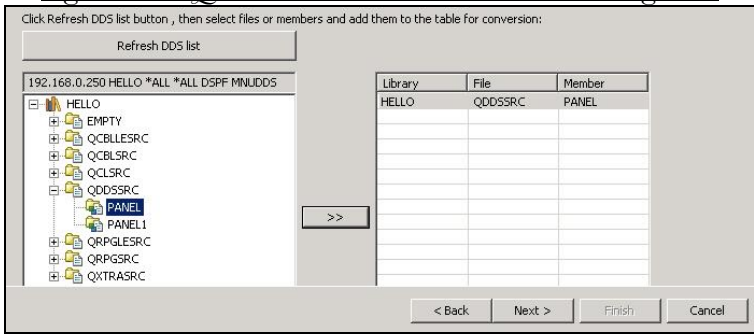 Click Refresh DDS list button , then select files or members and add them to the table for conversion:
Refresh DDS list
192.168.0.250 HELLO *ALL *ALL DSPF MNUDDS
HELLO
EMPTY
QCBLLESRC
QCBLSRC
QCLSRC
QDDSSRC
PANEL
PANEL1
QRPGLESRC
QRPGSRC
QXTRASRC
>>
Library File Member
HELLO QDDSSRC PANEL
< Back Next > Finish Cancel